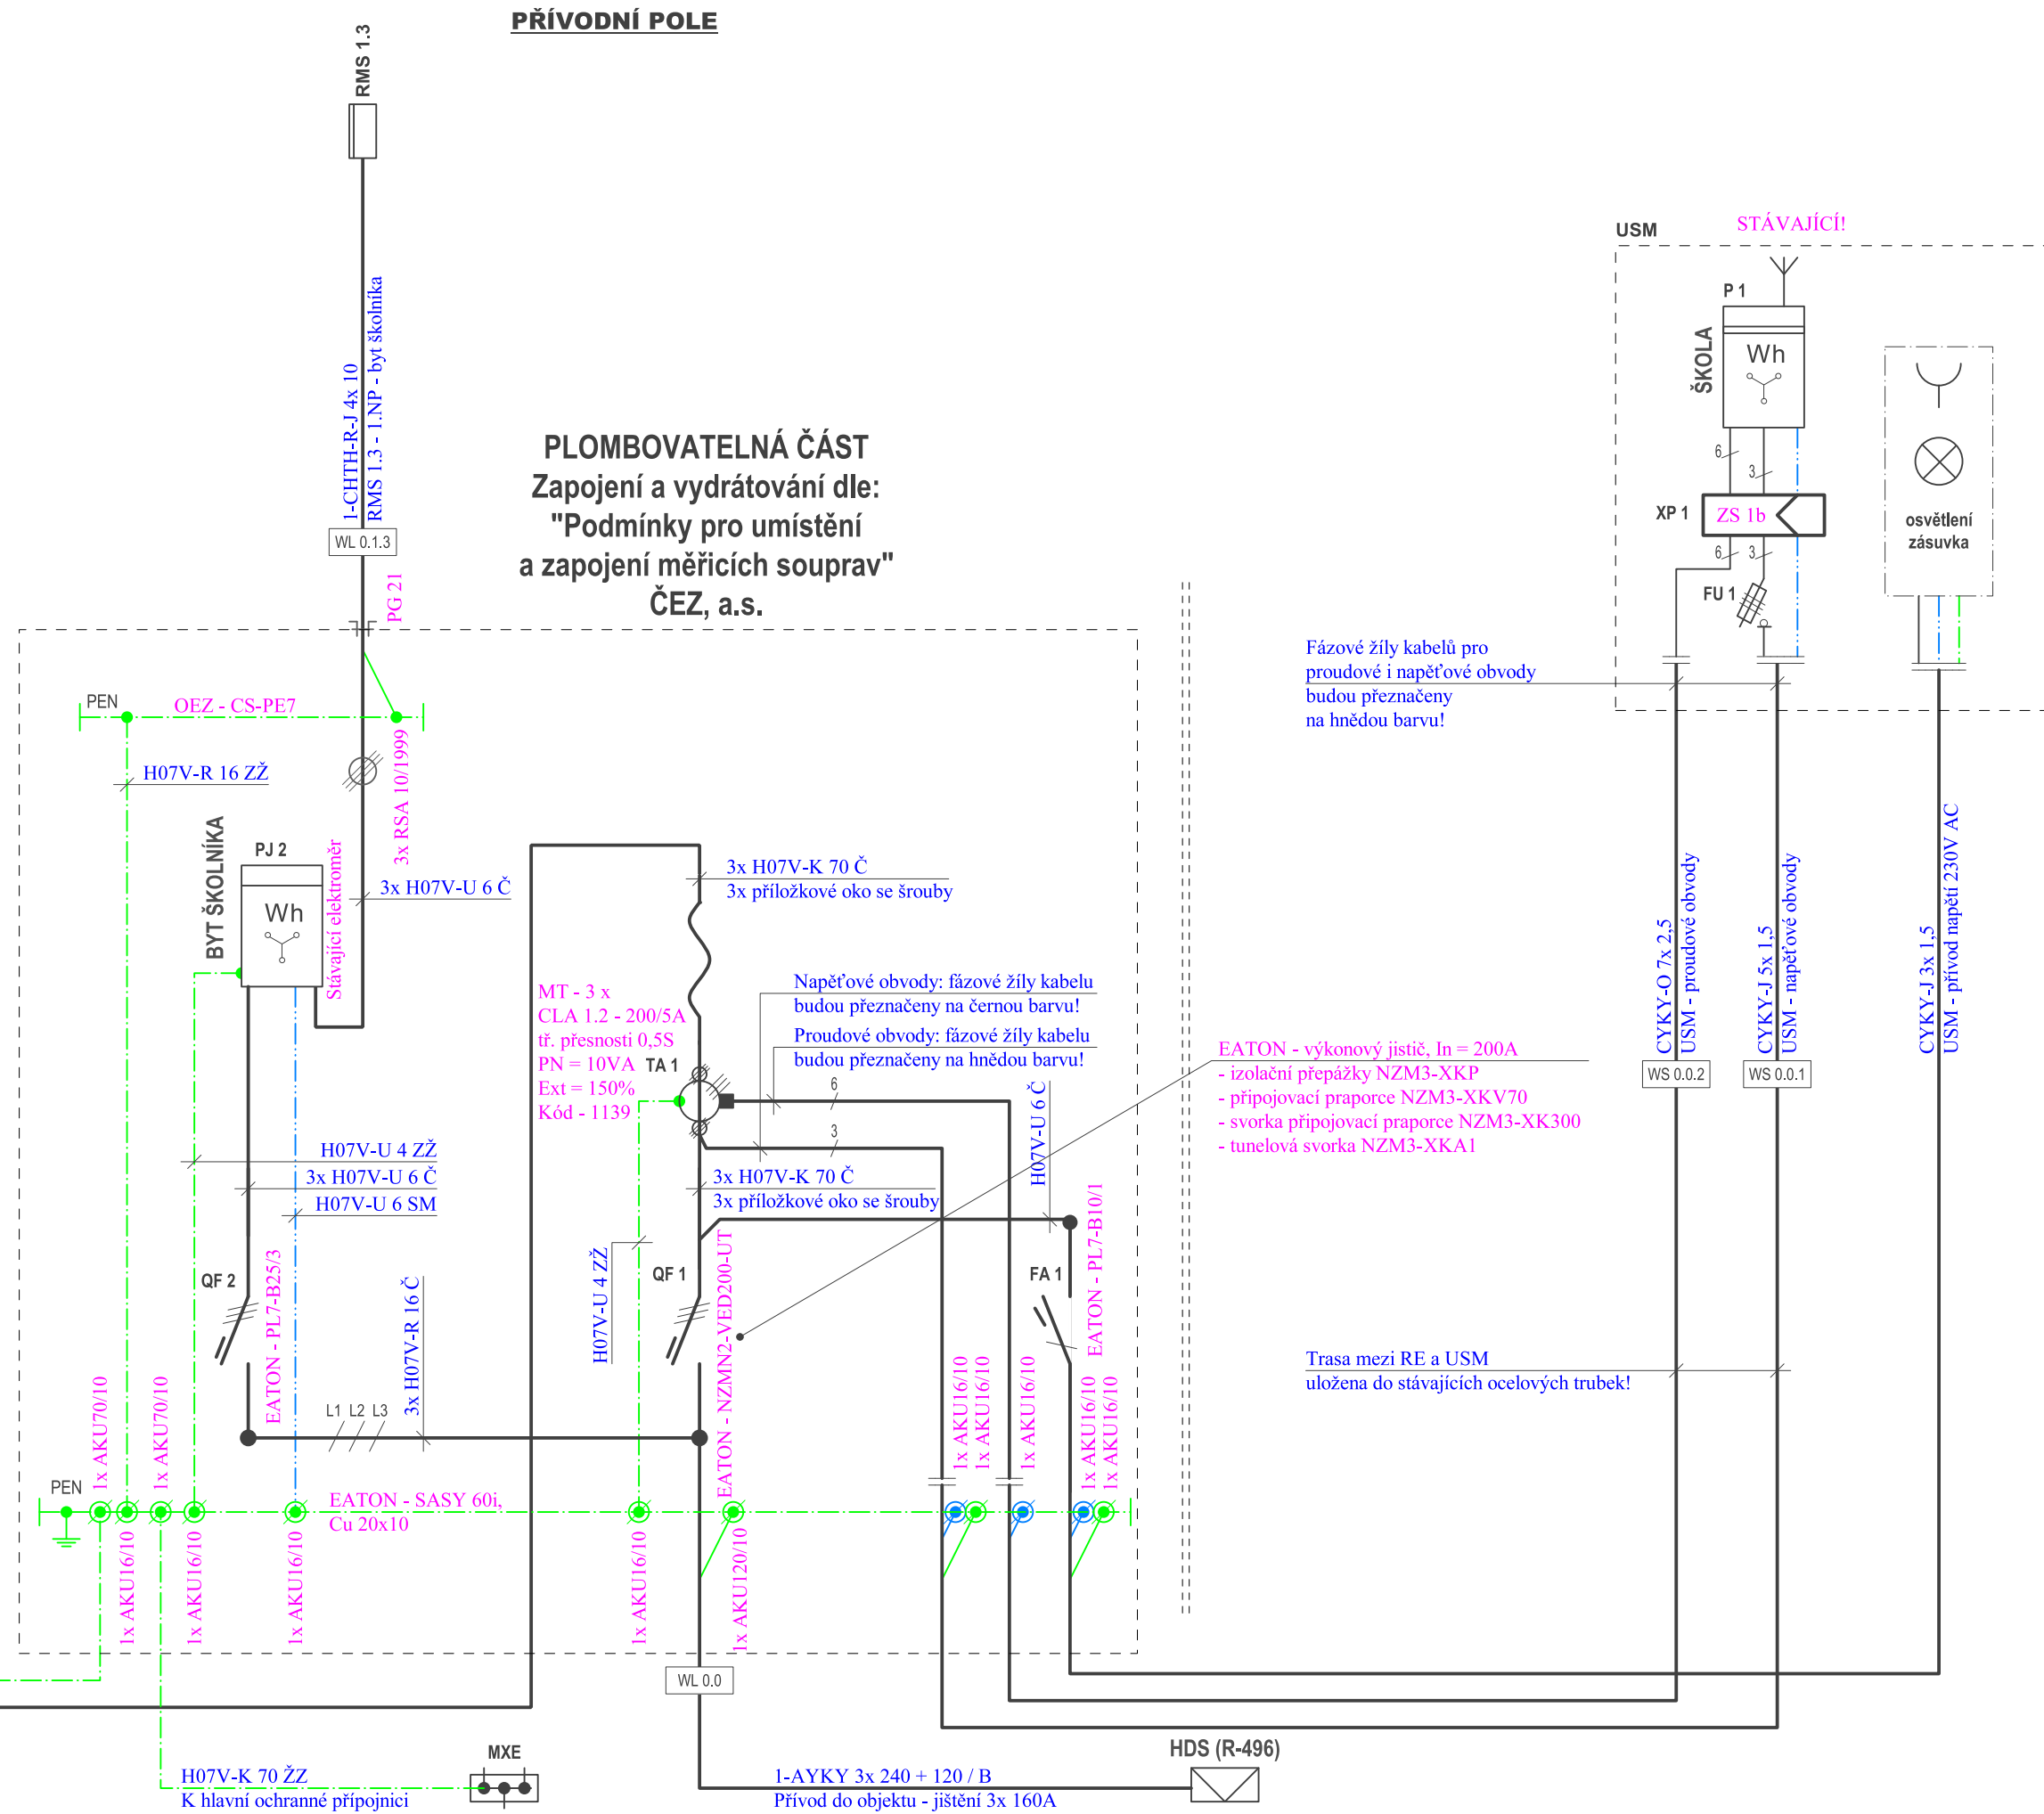 PŘÍVODNÍ POLE
RMS 1.3
1-CHTH-R-J 4x 10
RMS 1.3 - 1.NP - byt školníka
WL 0.1.3
PG 21
PLOMBOVATELNÁ ČÁST
Zapojení a vydrátování dle:
"Podmínky pro umístění
a zapojení měřicích souprav"
ČEZ, a.s.
USM
STÁVAJÍCÍ!
P 1
ŠKOLA
Wh
6
3
XP 1
ZS 1b
6
3
FU 1
osvětlení
zásuvka
Fázové žíly kabelů pro
proudové i napěťové obvody
budou přeznačeny
na hnědou barvu!
PEN
OEZ - CS-PE7
H07V-R 16 ZŽ
3x RSA 10/1999
BYT ŠKOLNÍKA
PJ 2
Wh
Stávající elektroměr
3x H07V-U 6 Č
3x H07V-K 70 Č
3x příložkové oko se šrouby
Napěťové obvody: fázové žíly kabelu
budou přeznačeny na černou barvu!
Proudové obvody: fázové žíly kabelu
budou přeznačeny na hnědou barvu!
MT - 3 x
CLA 1.2 - 200/5A
tř. přesnosti 0,5S
PN = 10VA
Ext = 150%
Kód - 1139
TA 1
6
3
EATON - výkonový jistič, In = 200A
- izolační přepážky NZM3-XKP
- připojovací praporce NZM3-XKV70
- svorka připojovací praporce NZM3-XK300
- tunelová svorka NZM3-XKA1
CYKY-O 7x 2,5
USM - proudové obvody
WS 0.0.2
CYKY-J 5x 1,5
USM - napěťové obvody
WS 0.0.1
CYKY-J 3x 1,5
USM - přívod napětí 230V AC
H07V-U 4 ZŽ
3x H07V-U 6 Č
H07V-U 6 SM
3x H07V-K 70 Č
3x příložkové oko se šrouby
H07V-U 6 Č
QF 2
EATON - PL7-B25/3
3x H07V-R 16 Č
L1
L2
L3
H07V-U 4 ZŽ
QF 1
EATON - NZMN2-VED200-UT
FA 1
EATON - PL7-B10/1
Trasa mezi RE a USM
uložena do stávajících ocelových trubek!
1x AKU70/10
1x AKU70/10
1x AKU16/10
1x AKU16/10
1x AKU16/10
1x AKU16/10
1x AKU16/10
PEN
EATON - SASY 60i,
Cu 20x10
1x AKU16/10
1x AKU16/10
1x AKU16/10
1x AKU16/10
1x AKU120/10
WL 0.0
MXE
H07V-K 70 ŽZ
K hlavní ochranné přípojnici
1-AYKY 3x 240 + 120 / B
Přívod do objektu - jištění 3x 160A
HDS (R-496)